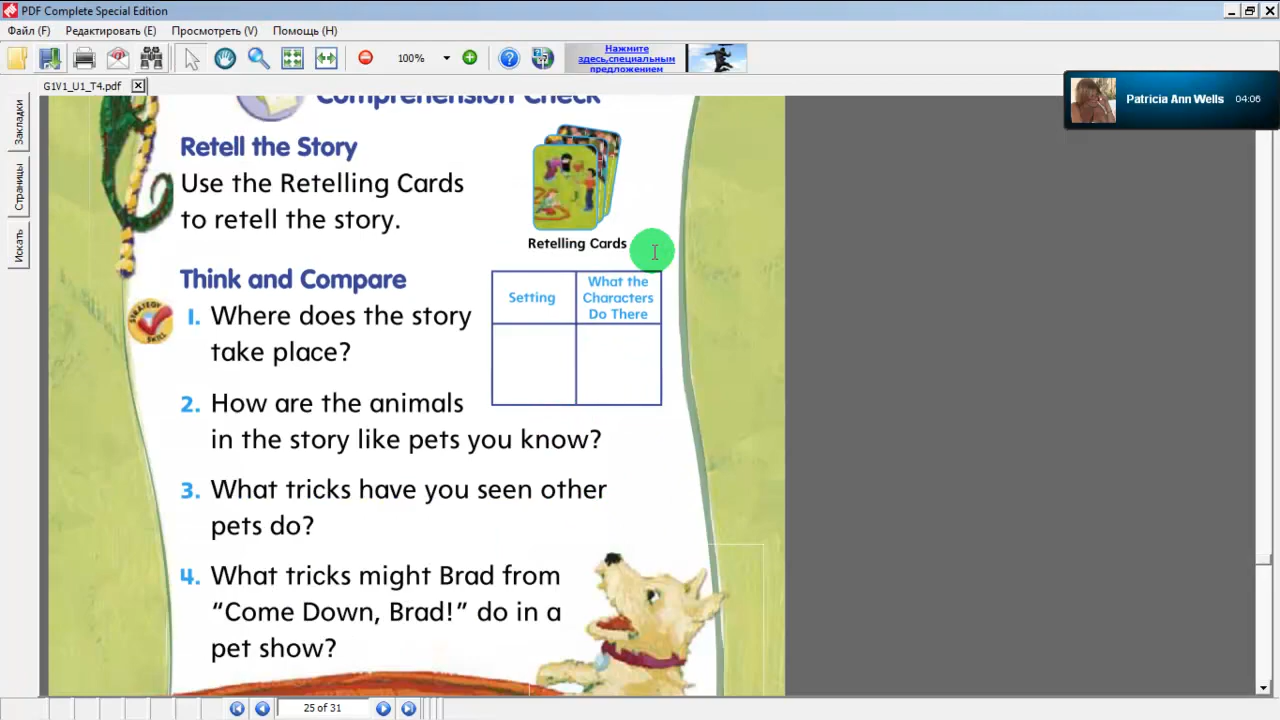 PDF Complete Special Edition
Файл (F) Редактировать (E) Просмотреть (V) Помощь (H)
100%
Нажмите
здесь,специальным
предложением
G1V1_U1_T4.pdf
Patricia Ann Wells 04:06
Закладки
Страницы
Искать
Comprehension Check
Retell the Story
Use the Retelling Cards
to retell the story.
Retelling Cards
Think and Compare
STRATEGY
SKILL
1. Where does the story
take place?
Setting
What the
Characters
Do There
2. How are the animals
in the story like pets you know?
3. What tricks have you seen other
pets do?
4. What tricks might Brad from
“Come Down, Brad!” do in a
pet show?
25 of 31